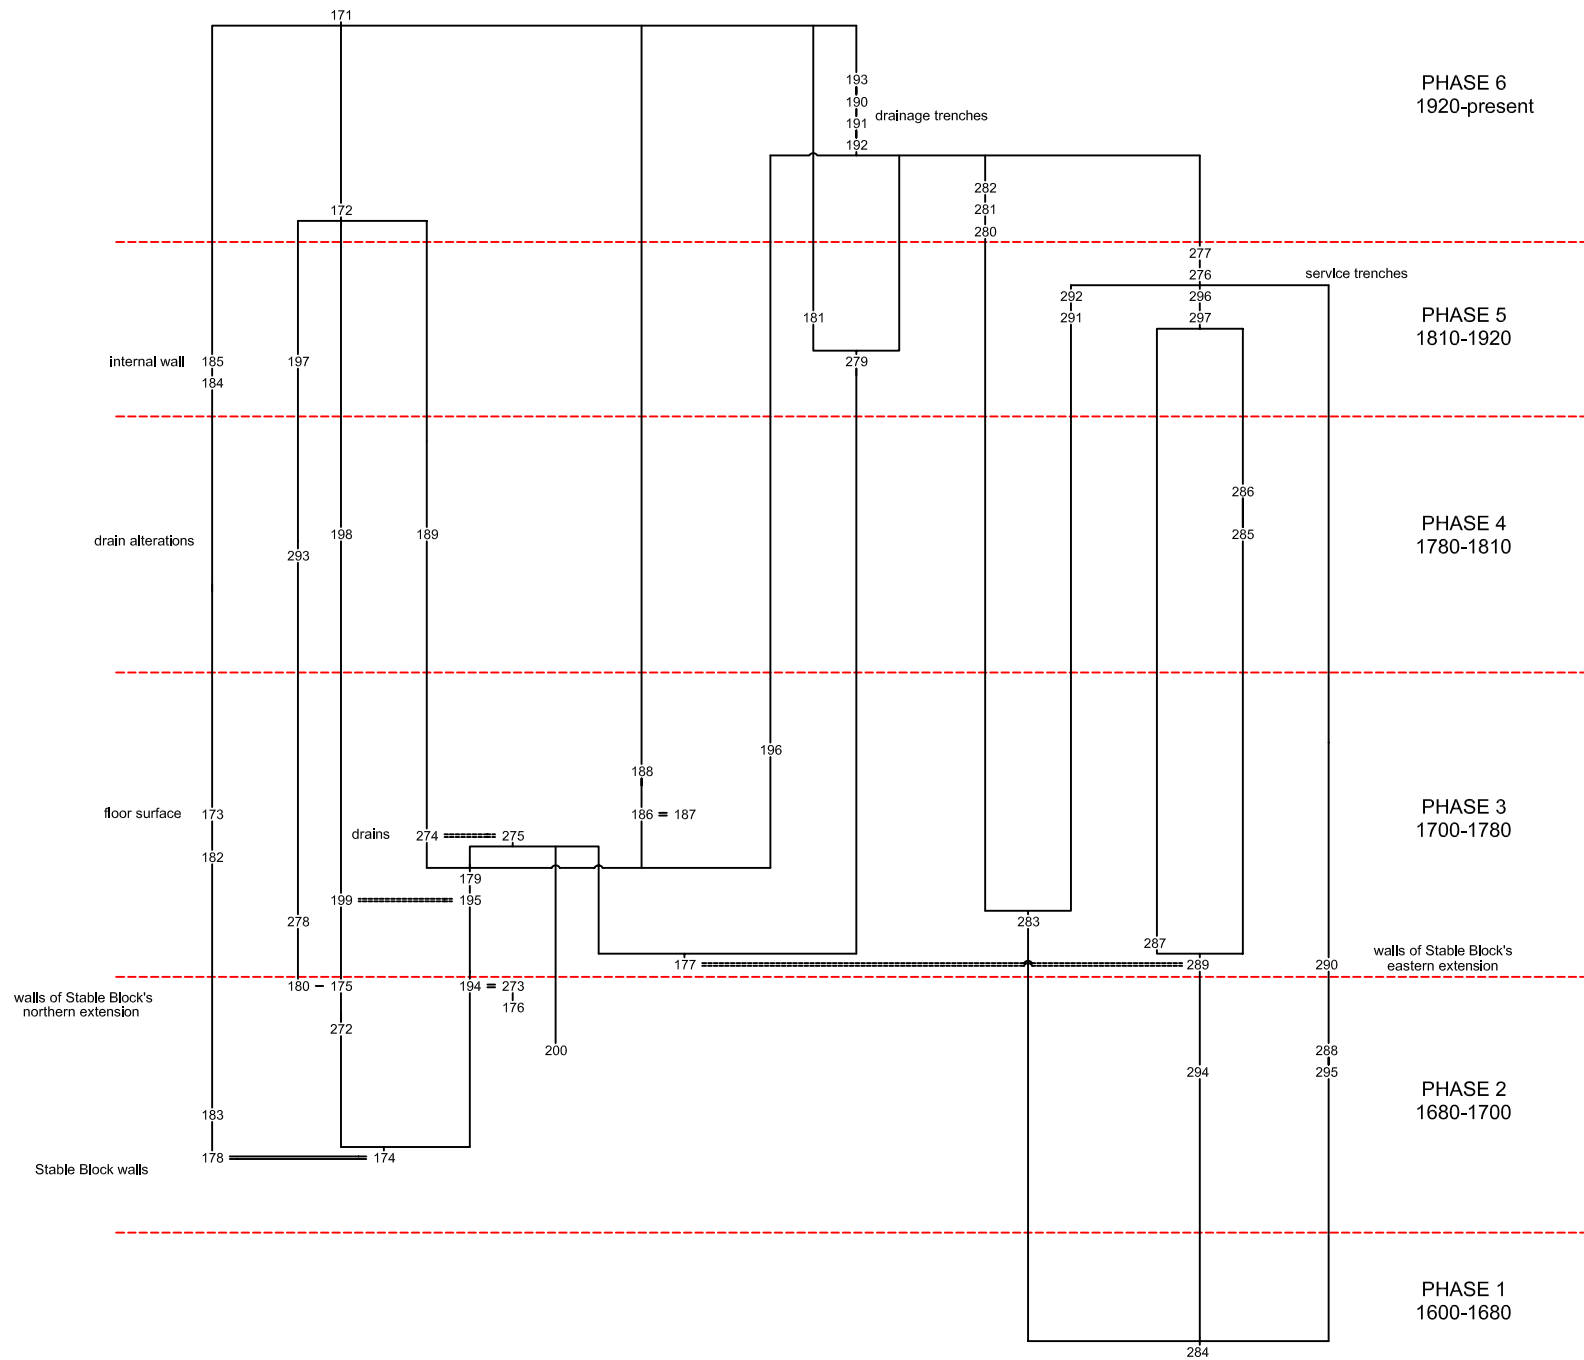 171
193
PHASE 6
1920-present
190
drainage trenches
191
192
282
172
281
280
277
service trenches
276
292
296
181
291
297
PHASE 5
1810-1920
internal wall
185
197
279
184
286
PHASE 4
1780-1810
drain alterations
198
189
285
293
196
188
floor surface
173
186 = 187
PHASE 3
1700-1780
drains
274
275
182
179
199
195
278
283
287
walls of Stable Block's
eastern extension
177
289
290
180 – 175
194 = 273
walls of Stable Block's
northern extension
176
272
200
288
294
295
PHASE 2
1680-1700
183
178
174
Stable Block walls
PHASE 1
1600-1680
284